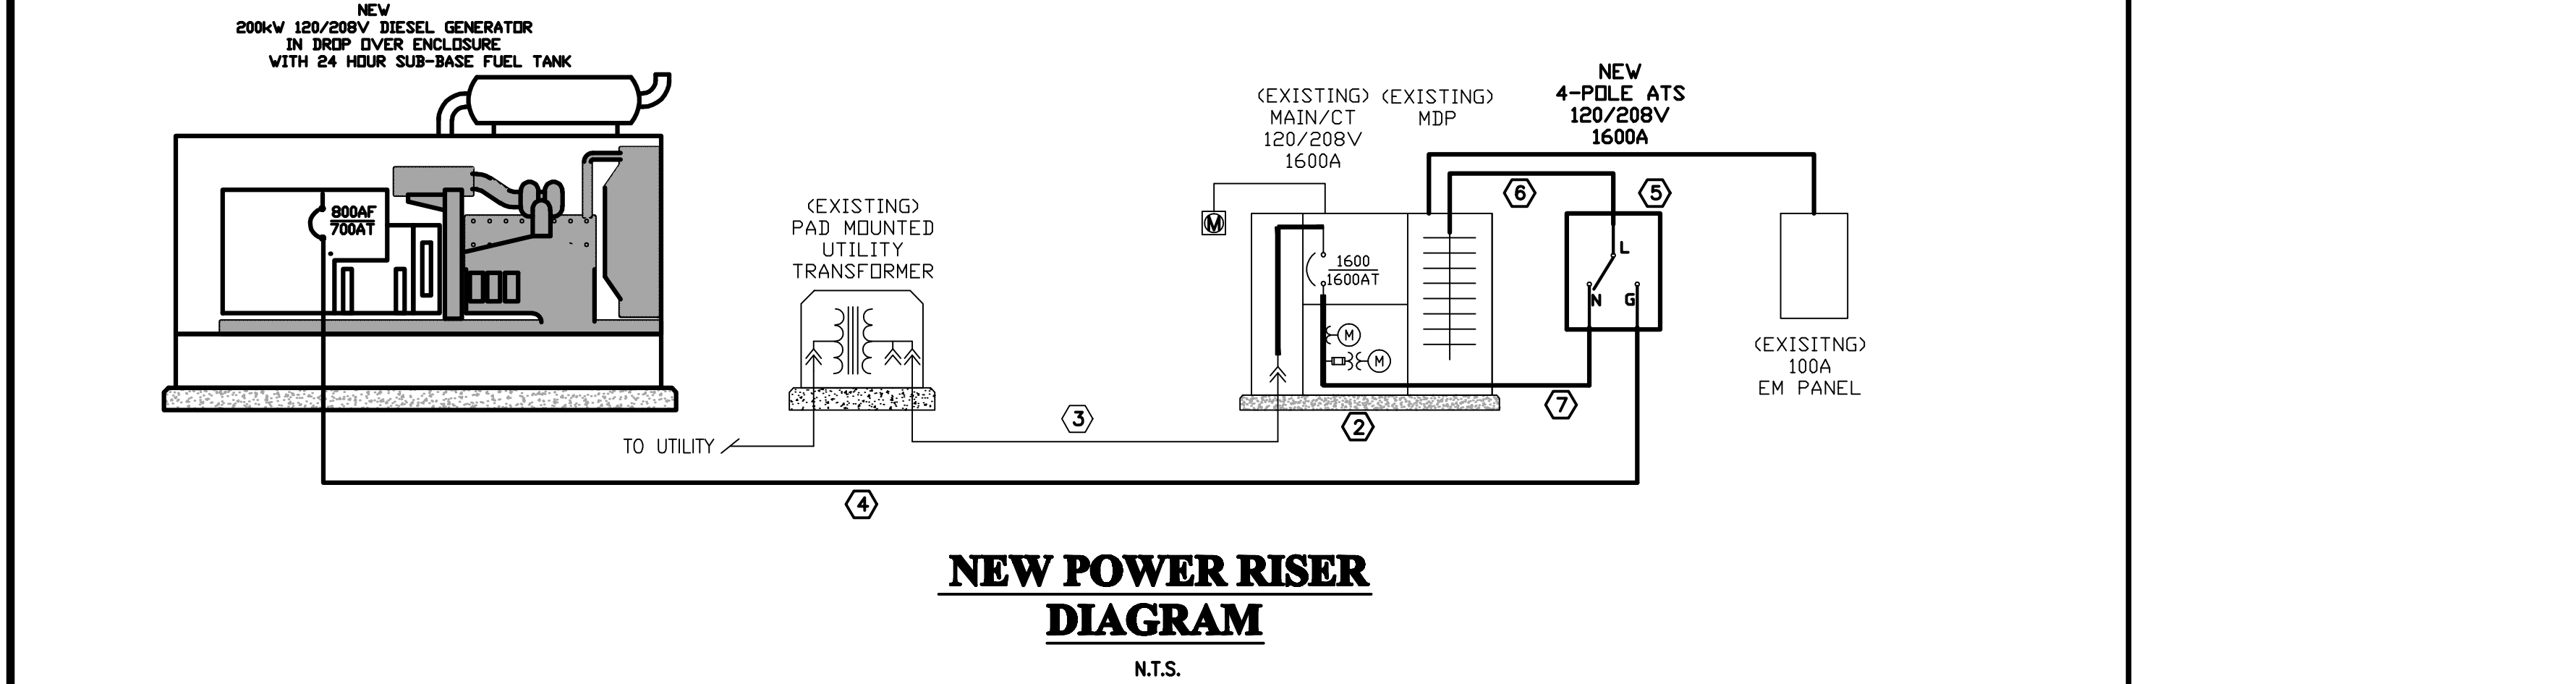 NEW
200kW 120/208V DIESEL GENERATOR
IN DROP OVER ENCLOSURE
WITH 24 HOUR SUB-BASE FUEL TANK
800AF
700AT
(EXISTING)
PAD MOUNTED
UTILITY
TRANSFORMER
TO UTILITY
3
4
(EXISTING)
MAIN/CT
120/208V
1600A
(EXISTING)
MDP
M
1600
1600AT
M
M
2
NEW
4-POLE ATS
120/208V
1600A
6
5
L
N
G
7
(EXISITNG)
100A
EM PANEL
NEW POWER RISER
DIAGRAM
N.T.S.